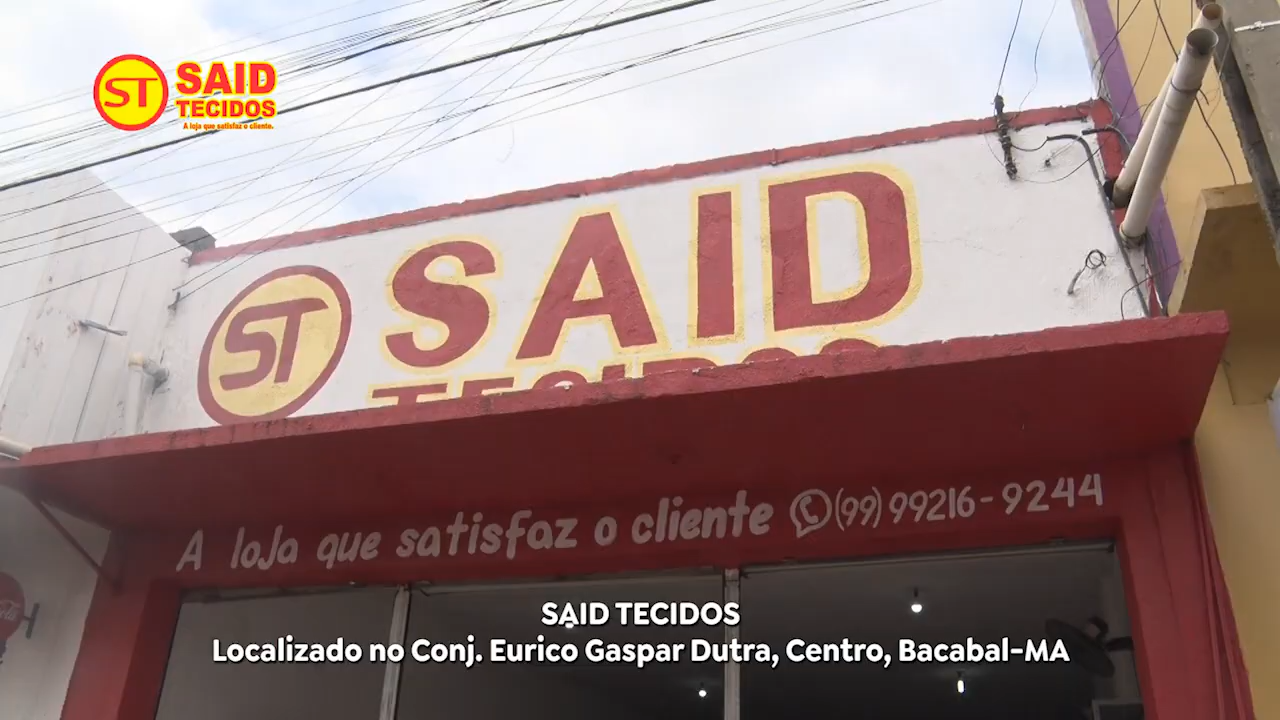 ST
SAID
TECIDOS
A loja que satisfaz o cliente.
ST
SAID
TECIDOS
A loja que satisfaz o cliente (99) 99216-9244
SAID TECIDOS
Localizado no Conj. Eurico Gaspar Dutra, Centro, Bacabal-MA